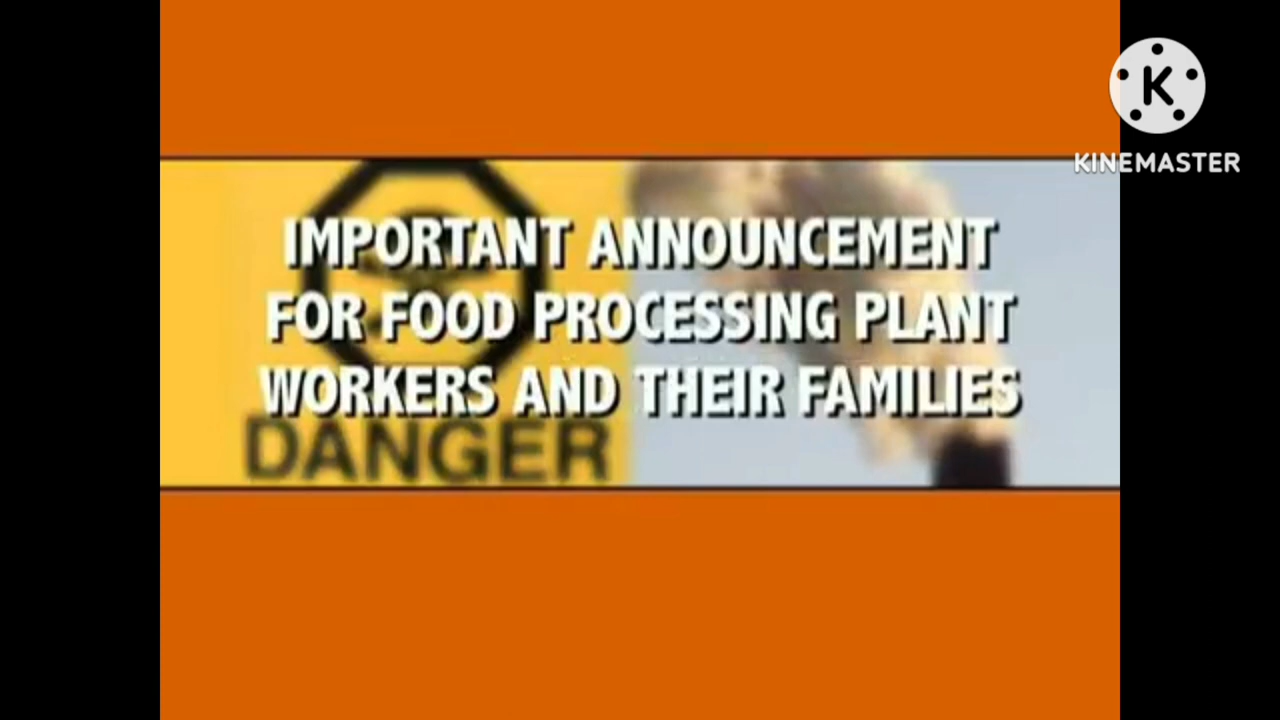 IMPORTANT ANNOUNCEMENT
FOR FOOD PROCESSING PLANT
WORKERS AND THEIR FAMILIES
DANGER
K
KINEMASTER